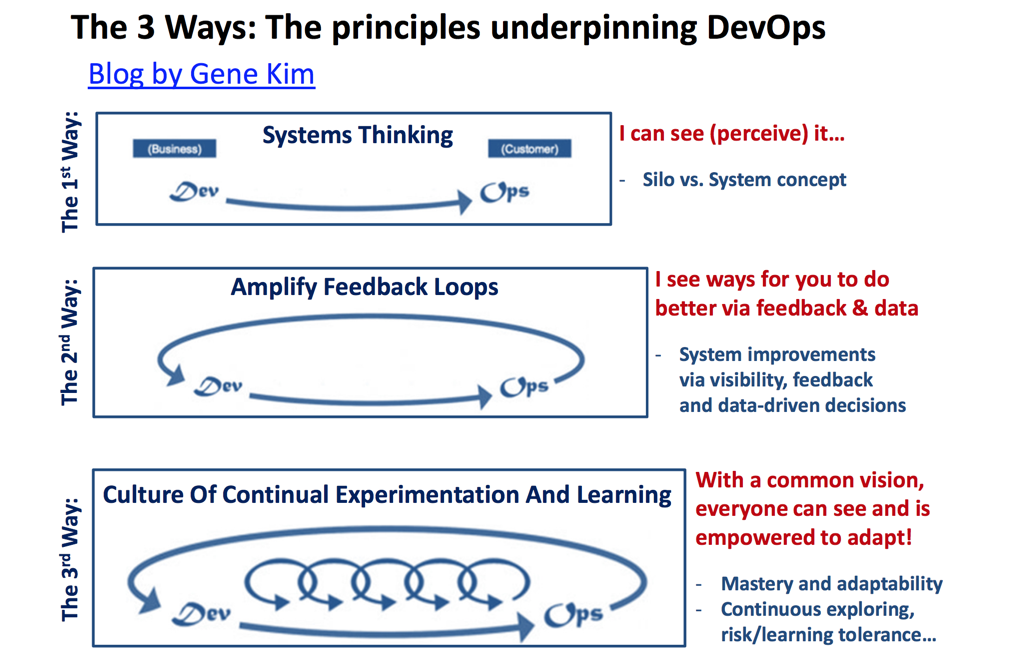 The 3 Ways: The principles underpinning DevOps
Blog by Gene Kim
The 1st Way:
Systems Thinking
(Business)
(Customer)
Dev
Ops
I can see (perceive) it...
- Silo vs. System concept
The 2nd Way:
Amplify Feedback Loops
Dev
Ops
I see ways for you to do
better via feedback & data
- System improvements
via visibility, feedback
and data-driven decisions
The 3rd Way:
Culture Of Continual Experimentation And Learning
Dev
Ops
With a common vision,
everyone can see and is
empowered to adapt!
- Mastery and adaptability
- Continuous exploring,
risk/learning tolerance...